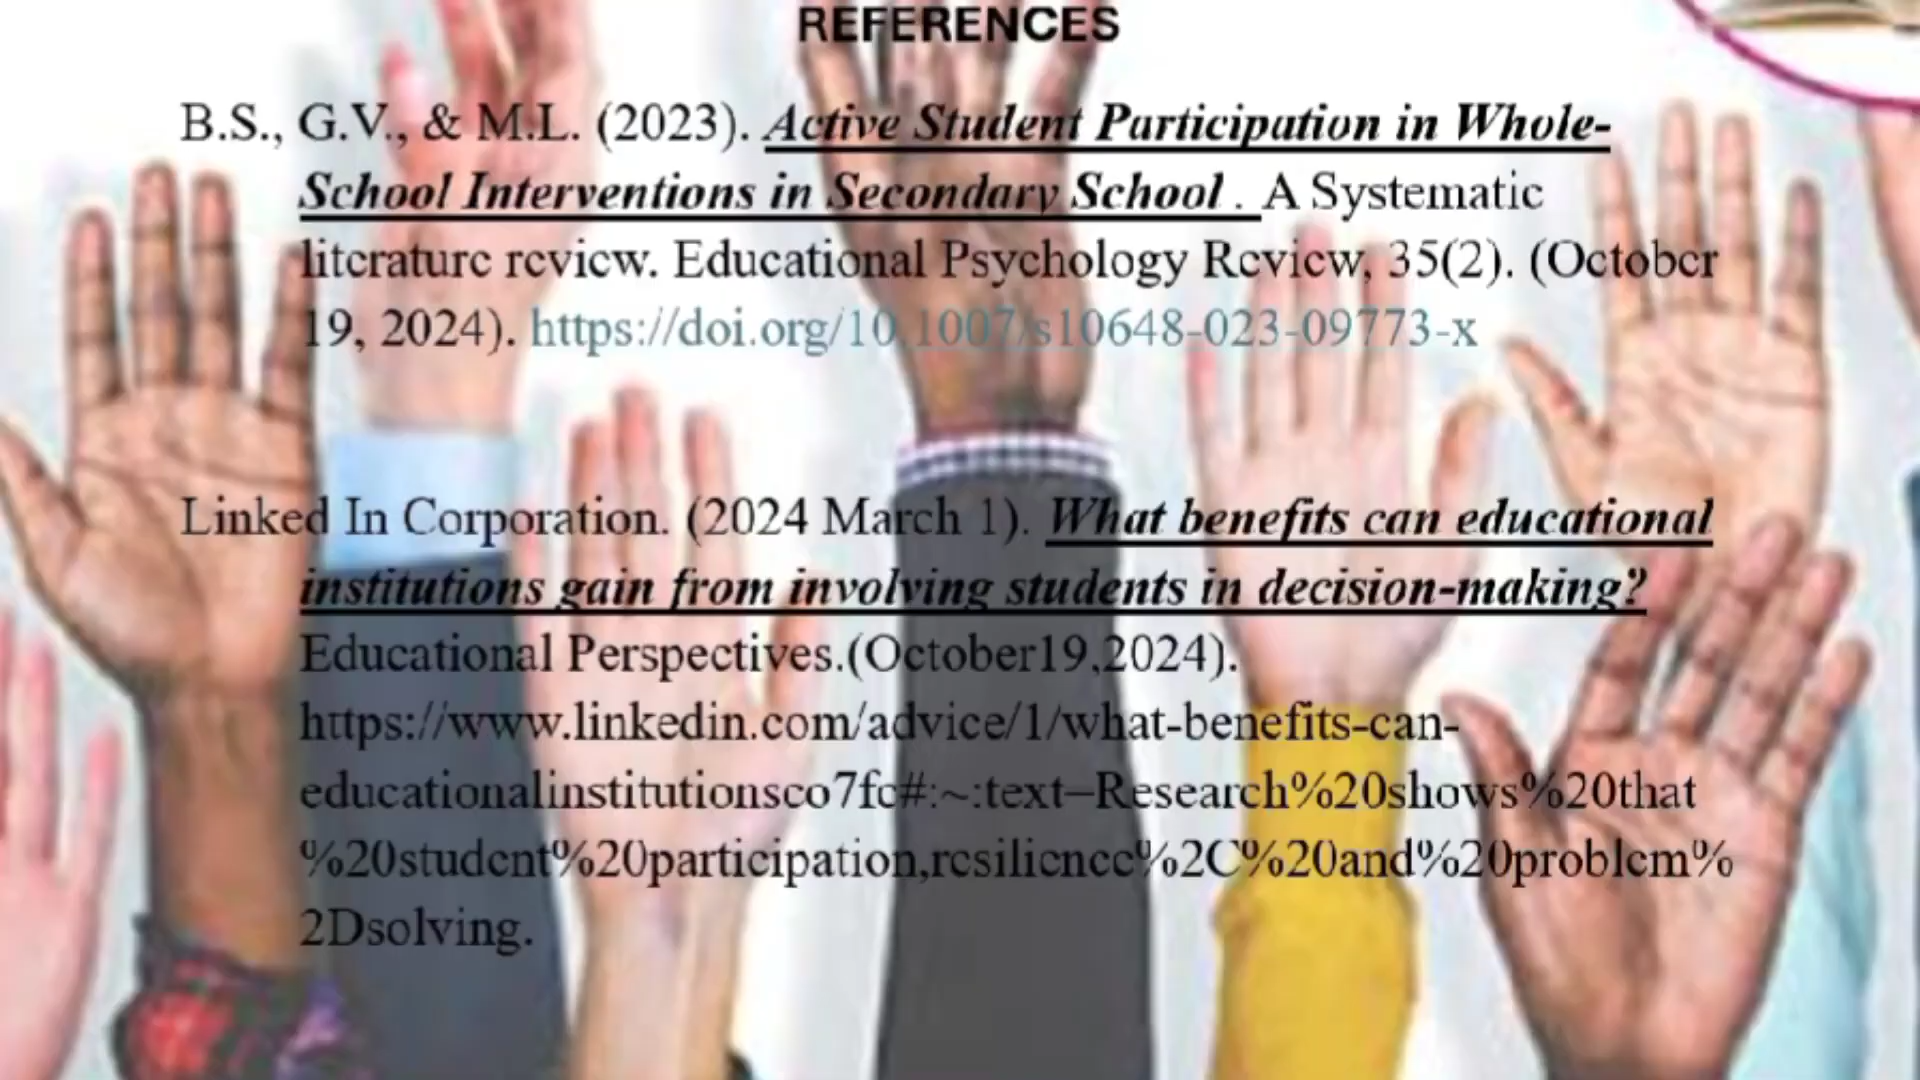 REFERENCES
B.S., G.V., & M.L. (2023). Active Student Participation in Whole-
School Interventions in Secondary School . A Systematic
literature review. Educational Psychology Review, 35(2). (October
19, 2024). https://doi.org/10.1007/s10648-023-09773-x
Linked In Corporation. (2024 March 1). What benefits can educational
institutions gain from involving students in decision-making?
Educational Perspectives.(October19,2024).
https://www.linkedin.com/advice/1/what-benefits-can-
educationalinstitutionsco7fc#:~:text=Research%20shows%20that
%20student%20participation,resilience%2C%20and%20problem%
2Dsolving.